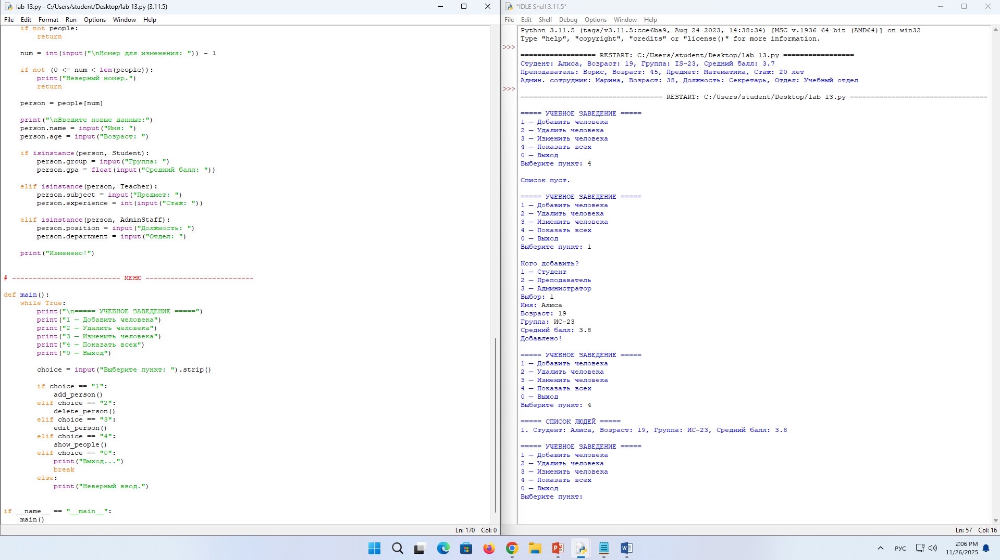 lab 13.py - C:/Users/student/Desktop/lab 13.py (3.11.5)
File Edit Format Run Options Window Help
    if not people:
        return

    num = int(input("\nНомер для изменения: ")) - 1

    if not (0 <= num < len(people)):
        print("Неверный номер.")
        return

    person = people[num]

    print("\nВведите новые данные:")
    person.name = input("Имя: ")
    person.age = input("Возраст: ")

    if isinstance(person, Student):
        person.group = input("Группа: ")
        person.gpa = float(input("Средний балл: "))

    elif isinstance(person, Teacher):
        person.subject = input("Предмет: ")
        person.experience = int(input("Стаж: "))

    elif isinstance(person, AdminStaff):
        person.position = input("Должность: ")
        person.department = input("Отдел: ")

    print("Изменено!")


# -------------------------- МЕНЮ --------------------------

def main():
    while True:
        print("\n===== УЧЕБНОЕ ЗАВЕДЕНИЕ =====")
        print("1 — Добавить человека")
        print("2 — Удалить человека")
        print("3 — Изменить человека")
        print("4 — Показать всех")
        print("0 — Выход")

        choice = input("Выберите пункт: ").strip()

        if choice == "1":
            add_person()
        elif choice == "2":
            delete_person()
        elif choice == "3":
            edit_person()
        elif choice == "4":
            show_people()
        elif choice == "0":
            print("Выход...")
            break
        else:
            print("Неверный ввод.")


if __name__ == "__main__":
    main()
Ln: 170 Col: 0
*IDLE Shell 3.11.5*
File Edit Shell Debug Options Window Help
Python 3.11.5 (tags/v3.11.5:cce6ba9, Aug 24 2023, 14:38:34) [MSC v.1936 64 bit (AMD64)] on win32
Type "help", "copyright", "credits" or "license()" for more information.
>>>
================== RESTART: C:/Users/student/Desktop/lab 13.py =================
Студент: Алиса, Возраст: 19, Группа: IS-23, Средний балл: 3.7
Преподаватель: Борис, Возраст: 45, Предмет: Математика, Стаж: 20 лет
Админ. сотрудник: Марина, Возраст: 38, Должность: Секретарь, Отдел: Учебный отдел
>>>
================================== RESTART: C:/Users/student/Desktop/lab 13.py =================================

===== УЧЕБНОЕ ЗАВЕДЕНИЕ =====
1 — Добавить человека
2 — Удалить человека
3 — Изменить человека
4 — Показать всех
0 — Выход
Выберите пункт: 4

Список пуст.

===== УЧЕБНОЕ ЗАВЕДЕНИЕ =====
1 — Добавить человека
2 — Удалить человека
3 — Изменить человека
4 — Показать всех
0 — Выход
Выберите пункт: 1

Кого добавить?
1 — Студент
2 — Преподаватель
3 — Администратор
Выбор: 1
Имя: Алиса
Возраст: 19
Группа: ИС-23
Средний балл: 3.8
Добавлено!

===== УЧЕБНОЕ ЗАВЕДЕНИЕ =====
1 — Добавить человека
2 — Удалить человека
3 — Изменить человека
4 — Показать всех
0 — Выход
Выберите пункт: 4

===== СПИСОК ЛЮДЕЙ =====
1. Студент: Алиса, Возраст: 19, Группа: ИС-23, Средний балл: 3.8

===== УЧЕБНОЕ ЗАВЕДЕНИЕ =====
1 — Добавить человека
2 — Удалить человека
3 — Изменить человека
4 — Показать всех
0 — Выход
Выберите пункт:
Ln: 57 Col: 16
РУС
2:06 PM
11/26/2025